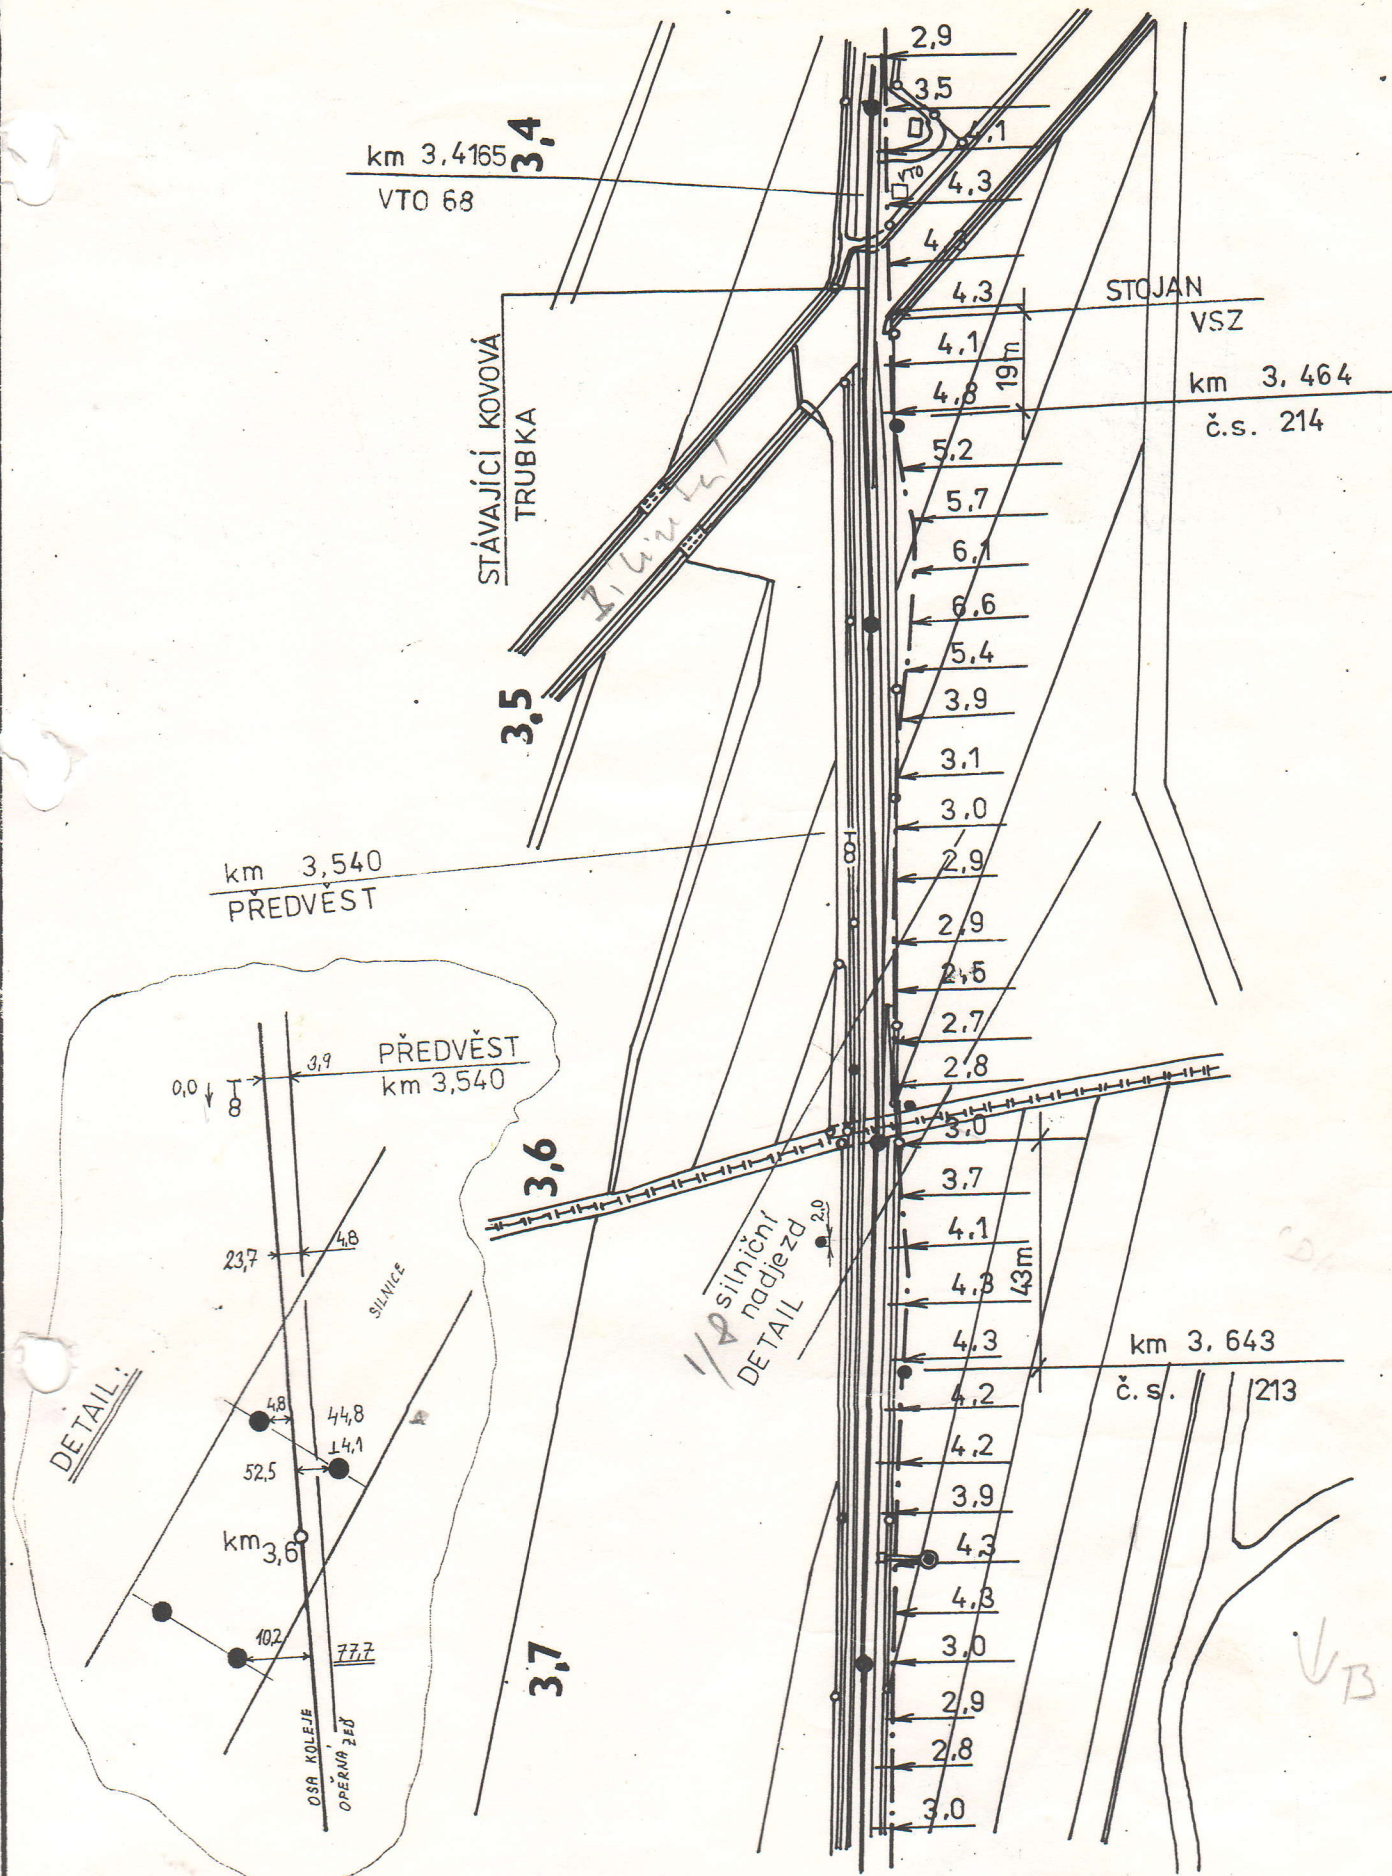 2,9
3,5
3,4
4,1
km 3,4165
VTO 68
VTO
4,3
4,3
4,3
STOJAN
VSZ
4,1
19m
4,8
km 3. 464
č.s. 214
STÁVAJÍCÍ KOVOVÁ
TRUBKA
5,2
5,7
6,1
6,6
5,4
3,5
3,9
3,1
3,0
T8
km 3,540
PŘEDVĚST
2,9
2,9
2,5
2,7
2,8
3,0
3,6
3,7
2,0
4,1
43m
4,3
silniční
nadjezd
DETAIL
1/8
4,3
km 3. 643
č. s. 213
4,2
4,2
3,9
4,3
4,3
3,0
3,7
2,9
2,8
3,0
B
DETAIL:
PŘEDVĚST
km 3,540
3,9
0,0
T8
23,7
4,8
SILNICE
4,8
44,8
⊥4,1
52,5
km 3,6
10,2
77,7
OSA KOLEJE
OPĚRNÁ ZEĎ